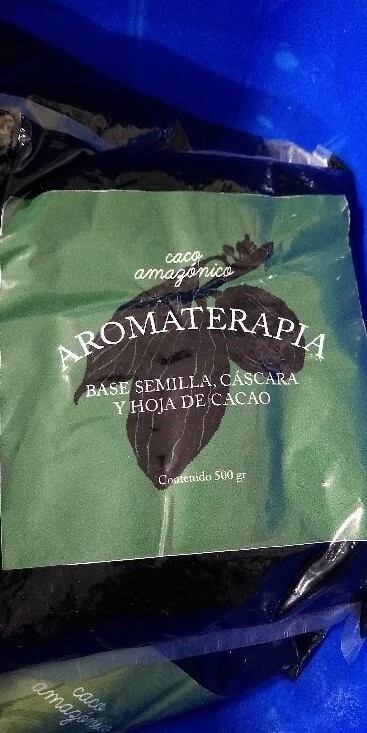 caco
amazónico
AROMATERAPIA
BASE SEMILLA, CÁSCARA
Y HOJA DE CACAO
Contenido 500 gr
caco
amazónico